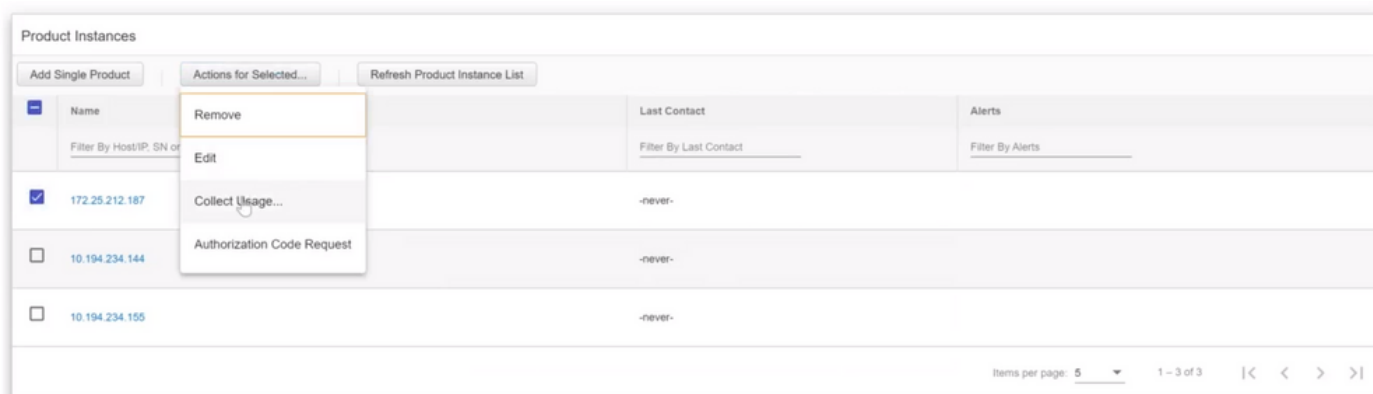 Product Instances
Add Single Product Actions for Selected... Refresh Product Instance List
Name Last Contact Alerts
Remove
Filter By Host/IP, SN or Filter By Last Contact Filter By Alerts
Edit
172.25.212.187 Collect Usage... -never-
Authorization Code Request
10.194.234.144 -never-
10.194.234.155 -never-
Items per page: 5 1 – 3 of 3